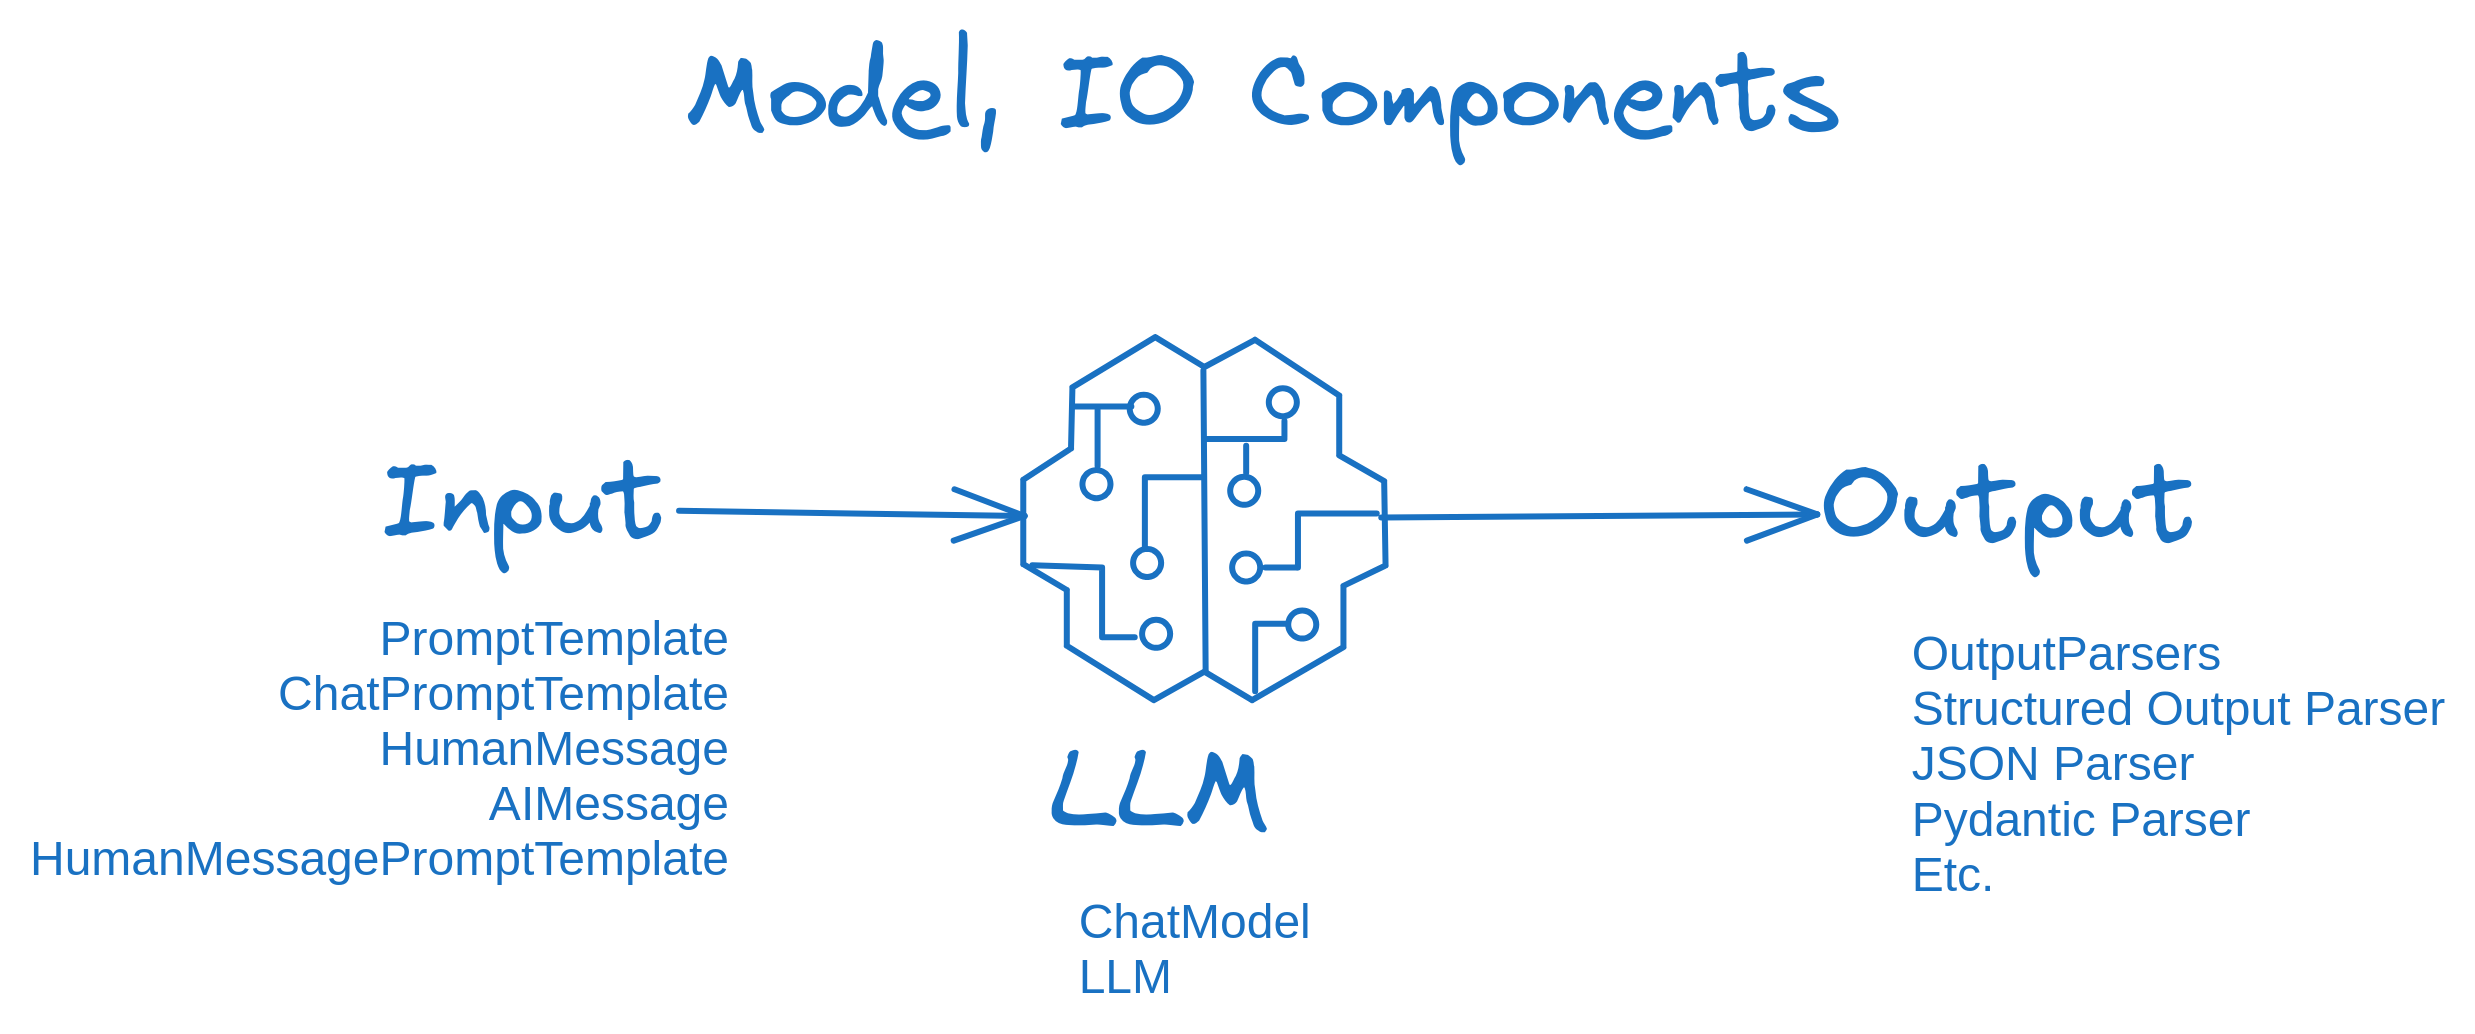 Model, IO Components
Input
PromptTemplate
ChatPromptTemplate
HumanMessage
AIMessage
HumanMessagePromptTemplate
LLM
ChatModel
LLM
Output
OutputParsers
Structured Output Parser
JSON Parser
Pydantic Parser
Etc.